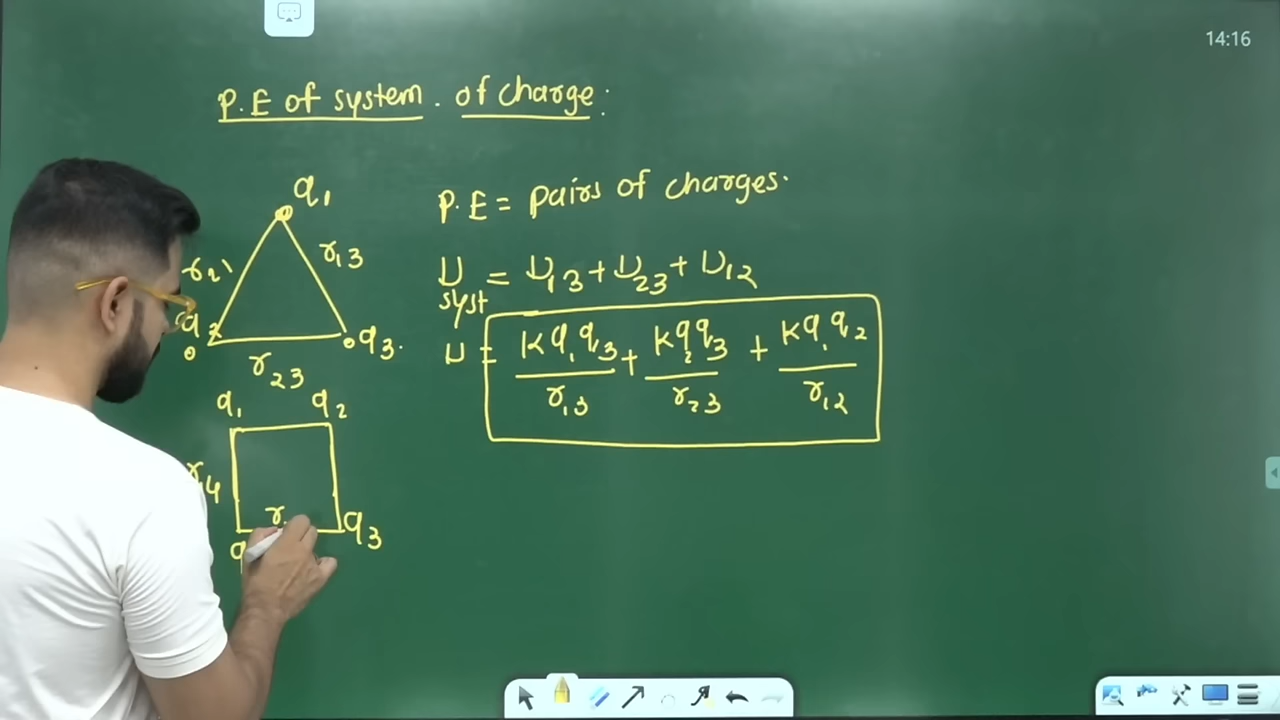 14:16
P.E of system. of charge:
q1
r21
r13
q2
q3.
r23
P.E = pairs of charges.
U syst = U13 + U23 + U12
U = Kq1q3/r13 + Kq2q3/r23 + Kq1q2/r12
q1 q2
r14
r
q q3